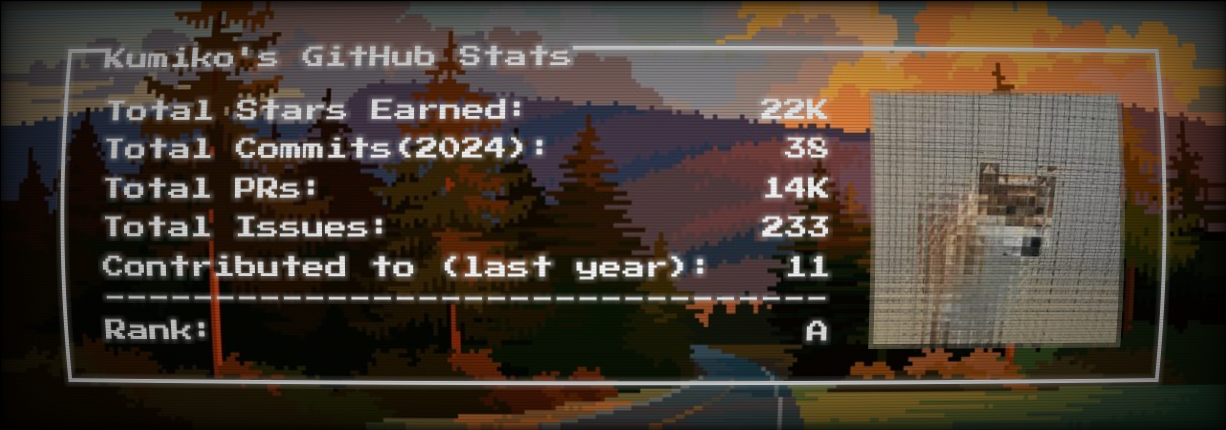 Kumiko's GitHub Stats
Total Stars Earned: 22K
Total Commits(2024): 38
Total PRs: 14K
Total Issues: 233
Contributed to (last year): 11
----------------------------------
Rank: A